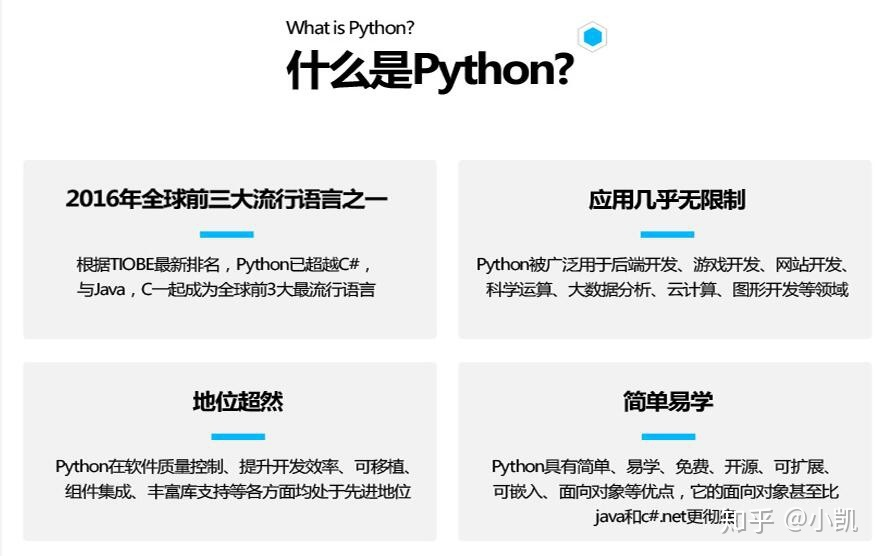 What is Python?
什么是Python?
2016年全球前三大流行语言之一
根据TIOBE最新排名，Python已超越C#，
与Java，C一起成为全球前3大最流行语言
应用几乎无限制
Python被广泛用于后端开发、游戏开发、网站开发、
科学运算、大数据分析、云计算、图形开发等领域
地位超然
Python在软件质量控制、提升开发效率、可移植、
组件集成、丰富库支持等各方面均处于先进地位
简单易学
Python具有简单、易学、免费、开源、可扩展、
可嵌入、面向对象等优点，它的面向对象甚至比
java和c#.net更彻底
知乎 @小凯